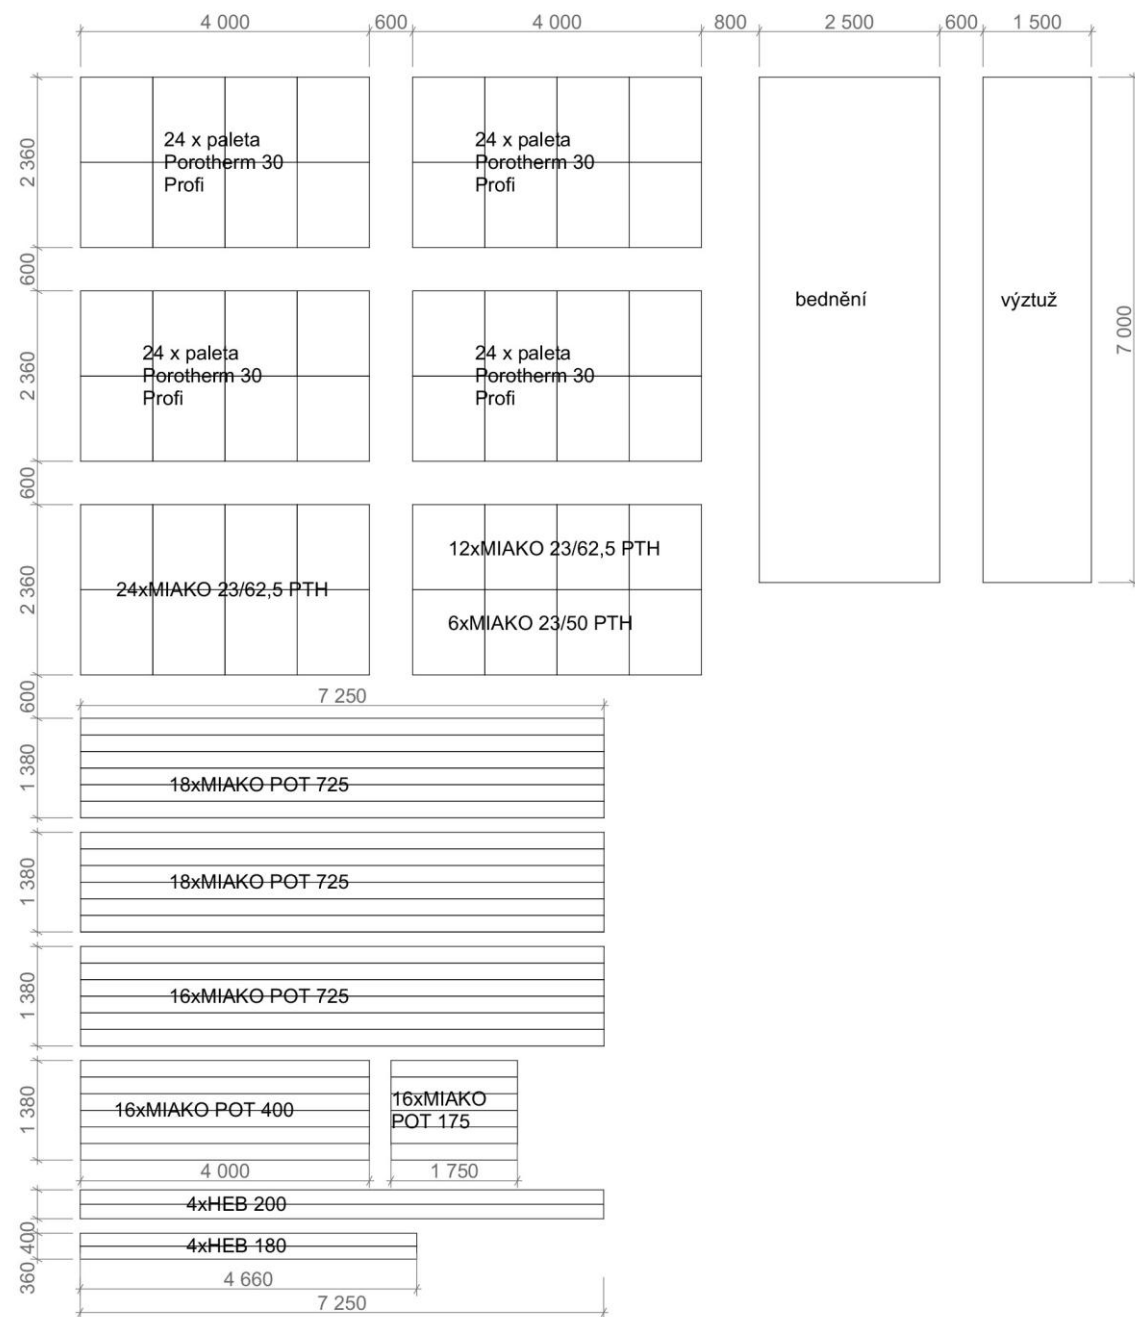 4 000
600
4 000
800
2 500
600
1 500
2 360
24 x paleta
Porotherm 30
Profi
24 x paleta
Porotherm 30
Profi
600
bednění
výztuž
7 000
2 360
24 x paleta
Porotherm 30
Profi
24 x paleta
Porotherm 30
Profi
600
2 360
24xMIAKO 23/62,5 PTH
12xMIAKO 23/62,5 PTH
6xMIAKO 23/50 PTH
600
7 250
1 380
18xMIAKO POT 725
1 380
18xMIAKO POT 725
1 380
16xMIAKO POT 725
1 380
16xMIAKO POT 400
16xMIAKO
POT 175
4 000
1 750
4xHEB 200
400
4xHEB 180
360
4 660
7 250